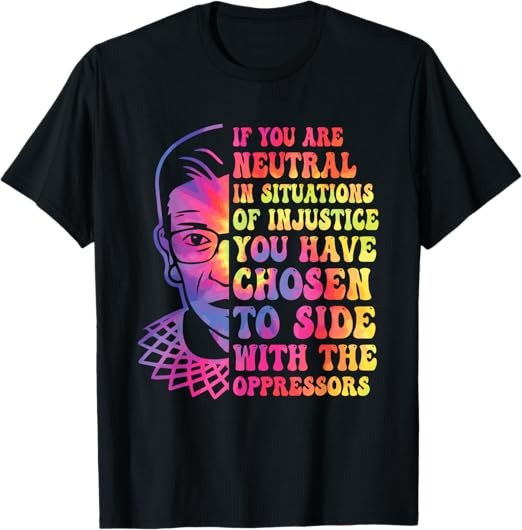 IF YOU ARE
NEUTRAL
IN SITUATIONS
OF INJUSTICE
YOU HAVE
CHOSEN
TO SIDE
WITH THE
OPPRESSORS